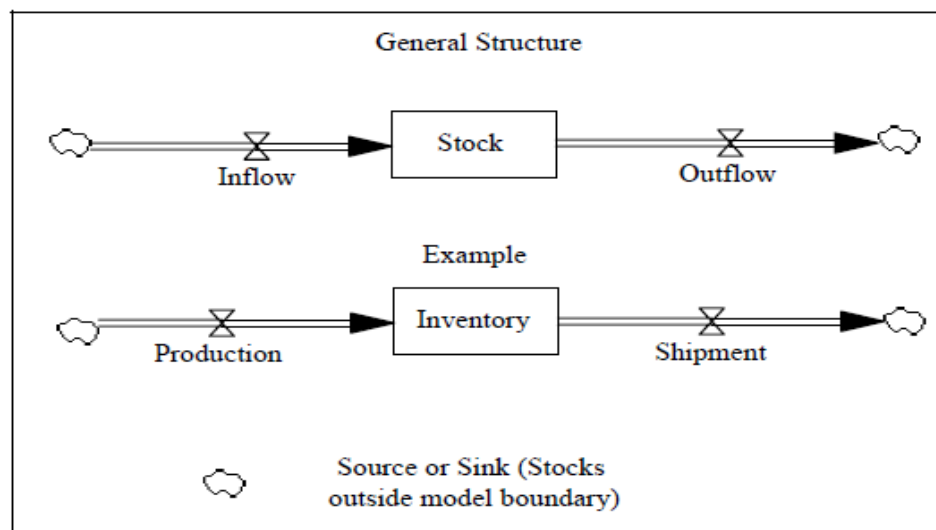 General Structure
Stock
Inflow
Outflow
Example
Inventory
Production
Shipment
Source or Sink (Stocks
outside model boundary)